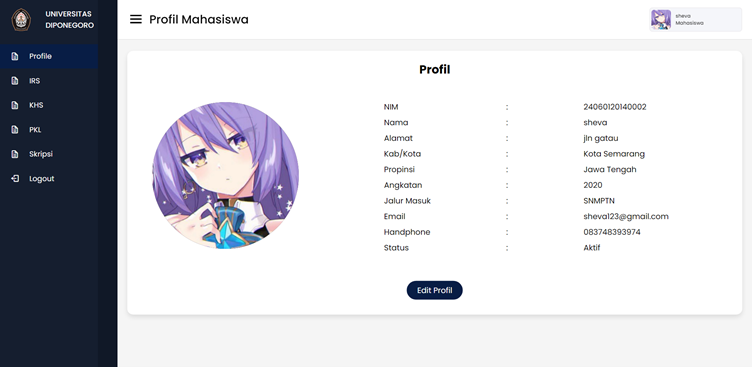 UNIVERSITAS
DIPONEGORO
Profile
IRS
KHS
PKL
Skripsi
Logout
Profil Mahasiswa
sheva
Mahasiswa
Profil
NIM : 24060120140002
Nama : sheva
Alamat : jln gatau
Kab/Kota : Kota Semarang
Propinsi : Jawa Tengah
Angkatan : 2020
Jalur Masuk : SNMPTN
Email : sheva123@gmail.com
Handphone : 083748393974
Status : Aktif
Edit Profil